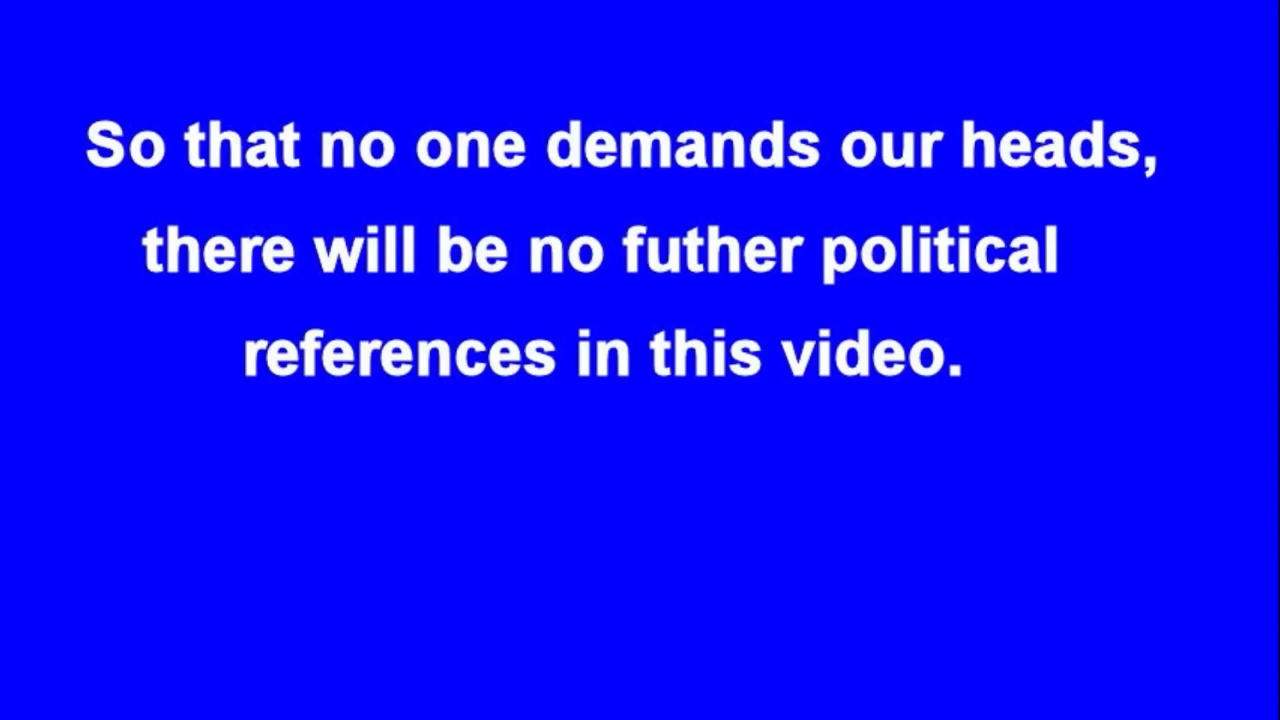 So that no one demands our heads,
there will be no futher political
references in this video.